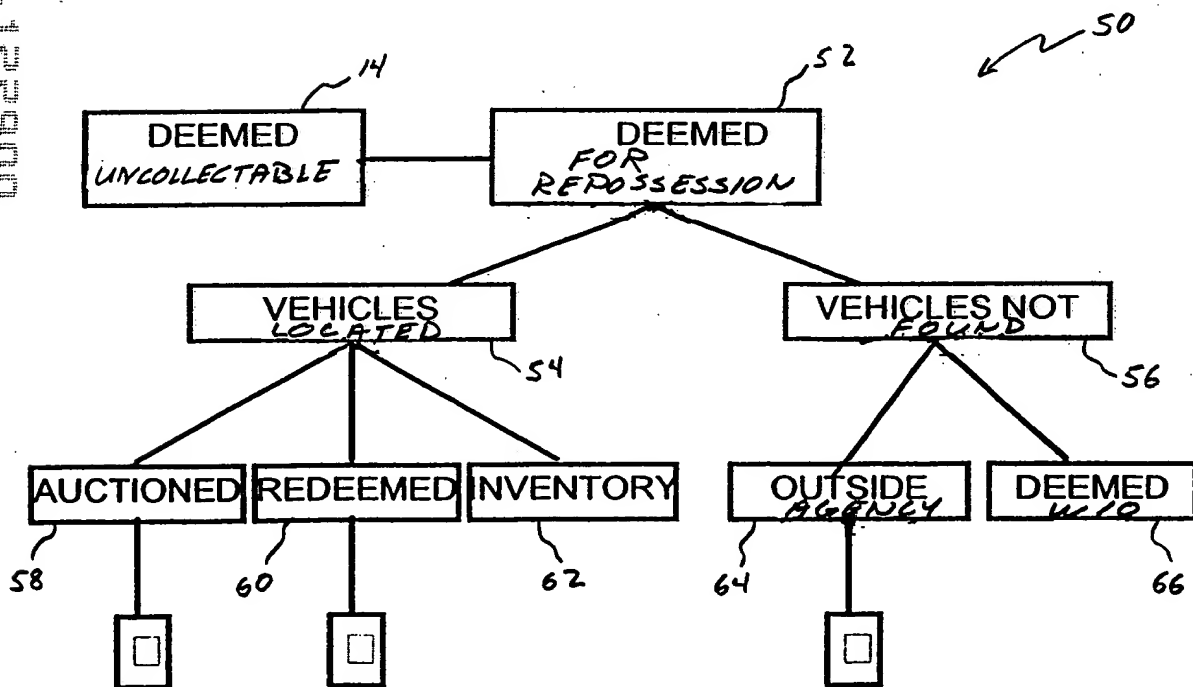 50
14
52
DEEMED
UNCOLLECTABLE
DEEMED
FOR
REPOSSESSION
VEHICLES
LOCATED
VEHICLES NOT
FOUND
54
56
AUCTIONED
REDEEMED
INVENTORY
OUTSIDE
AGENCY
DEEMED
W/O
58
60
62
64
66